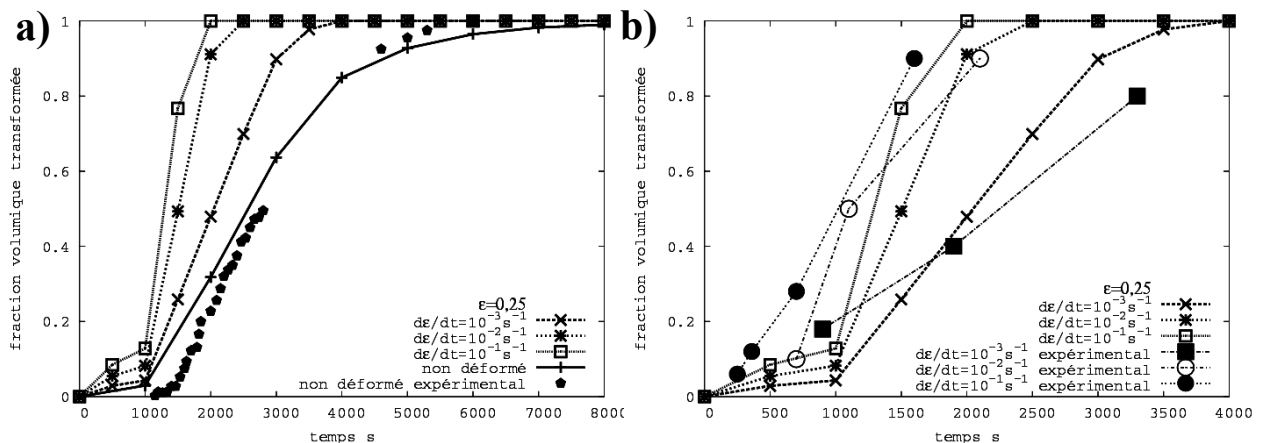 a)
fraction volumique transformée
1
0.8
0.6
0.4
0.2
0
0 1000 2000 3000 4000 5000 6000 7000 8000
temps s
ε=0,25
dε/dt=10⁻³s⁻¹
dε/dt=10⁻²s⁻¹
dε/dt=10⁻¹s⁻¹
non déformé
non déformé expérimental
b)
fraction volumique transformée
1
0.8
0.6
0.4
0.2
0
0 500 1000 1500 2000 2500 3000 3500 4000
temps s
ε=0,25
dε/dt=10⁻³s⁻¹
dε/dt=10⁻²s⁻¹
dε/dt=10⁻¹s⁻¹
dε/dt=10⁻³s⁻¹ expérimental
dε/dt=10⁻²s⁻¹ expérimental
dε/dt=10⁻¹s⁻¹ expérimental